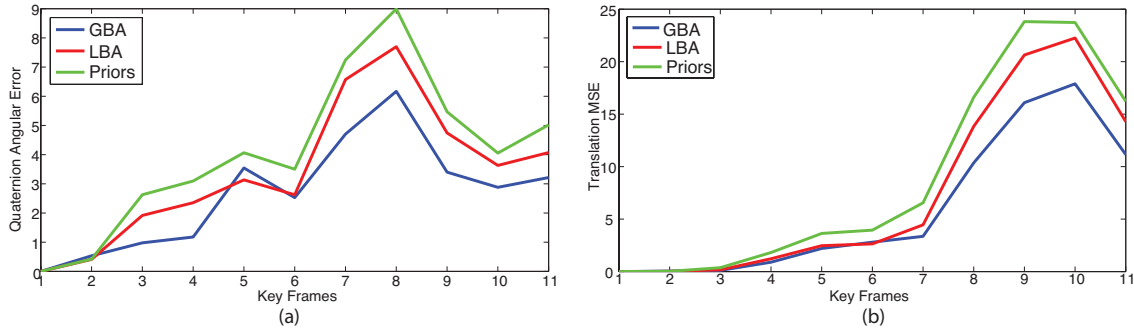 9
8
7
6
5
4
3
2
1
0
Quaternion Angular Error
GBA
LBA
Priors
1 2 3 4 5 6 7 8 9 10 11
Key Frames
(a)
25
20
15
10
5
0
Translation MSE
GBA
LBA
Priors
1 2 3 4 5 6 7 8 9 10 11
Key Frames
(b)